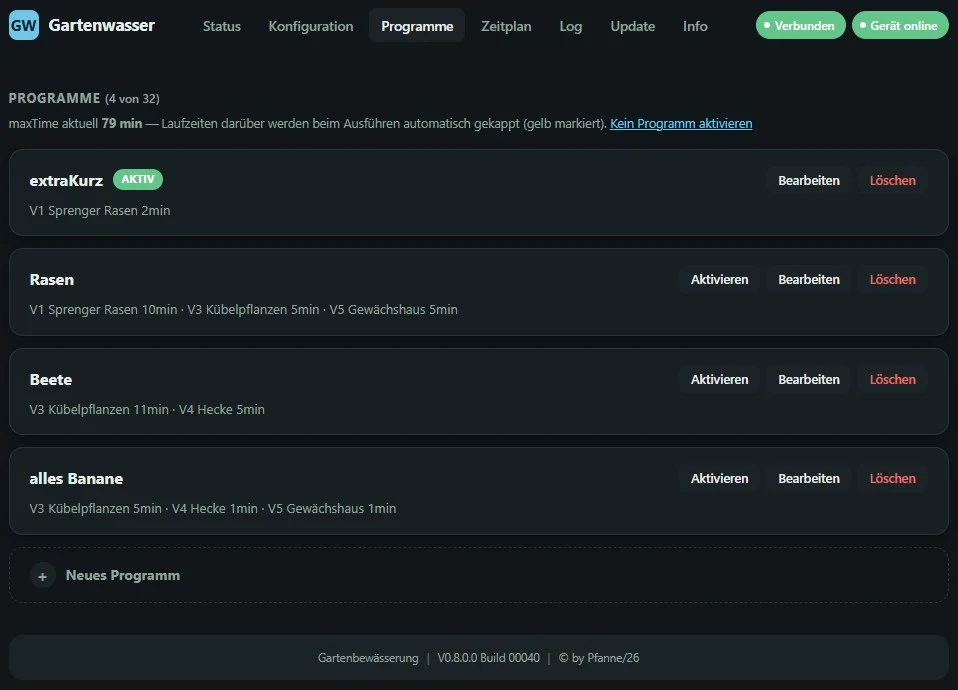 GW Gartenwasser Status Konfiguration Programme Zeitplan Log Update Info Verbunden Gerät online
PROGRAMME (4 von 32)
maxTime aktuell 79 min — Laufzeiten darüber werden beim Ausführen automatisch gekappt (gelb markiert). Kein Programm aktivieren
extraKurz AKTIV Bearbeiten Löschen
V1 Sprenger Rasen 2min
Rasen Aktivieren Bearbeiten Löschen
V1 Sprenger Rasen 10min · V3 Kübelpflanzen 5min · V5 Gewächshaus 5min
Beete Aktivieren Bearbeiten Löschen
V3 Kübelpflanzen 11min · V4 Hecke 5min
alles Banane Aktivieren Bearbeiten Löschen
V3 Kübelpflanzen 5min · V4 Hecke 1min · V5 Gewächshaus 1min
+ Neues Programm
Gartenbewässerung | V0.8.0.0 Build 00040 | © by Pfanne/26